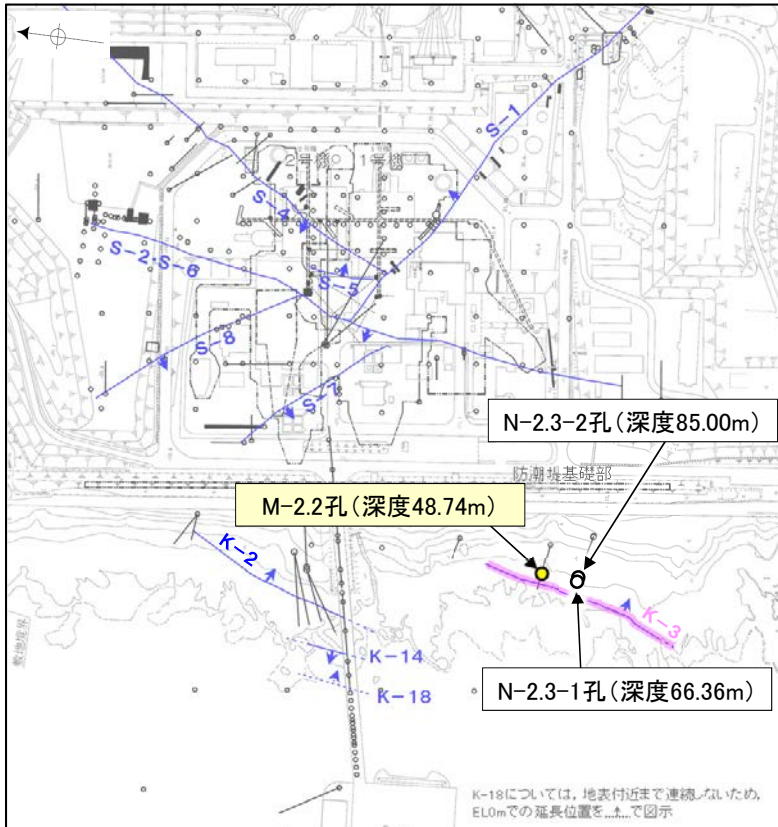 S-1
2号機
1号機
S-4
S-2・S-6
S-5
S-8
S-7
N-2.3-2孔(深度85.00m)
防潮堤基礎部
M-2.2孔(深度48.74m)
K-2
K-3
敷地境界
K-14
N-2.3-1孔(深度66.36m)
K-18
K-18については,地表付近まで連続しないため,
EL0mでの延長位置を...↑...で図示